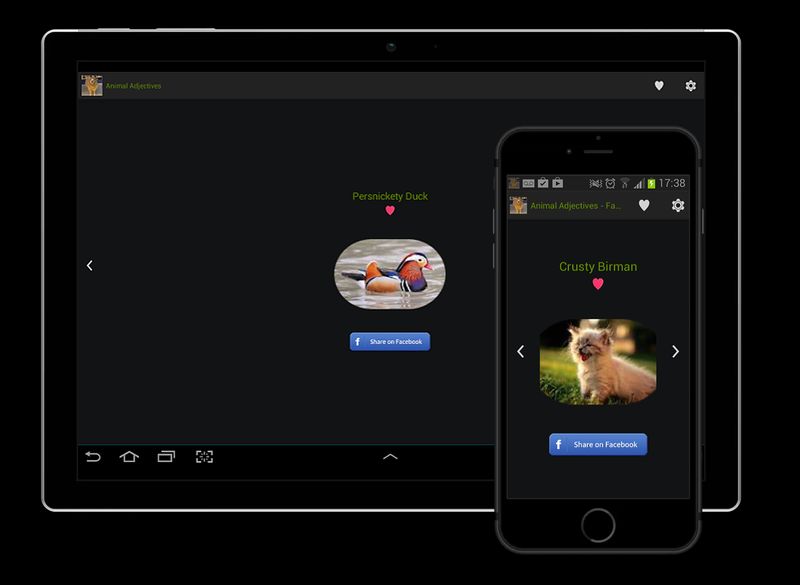 Animal Adjectives
Persnickety Duck
Share on Facebook
17:38
Animal Adjectives - Fa...
Crusty Birman
Share on Facebook